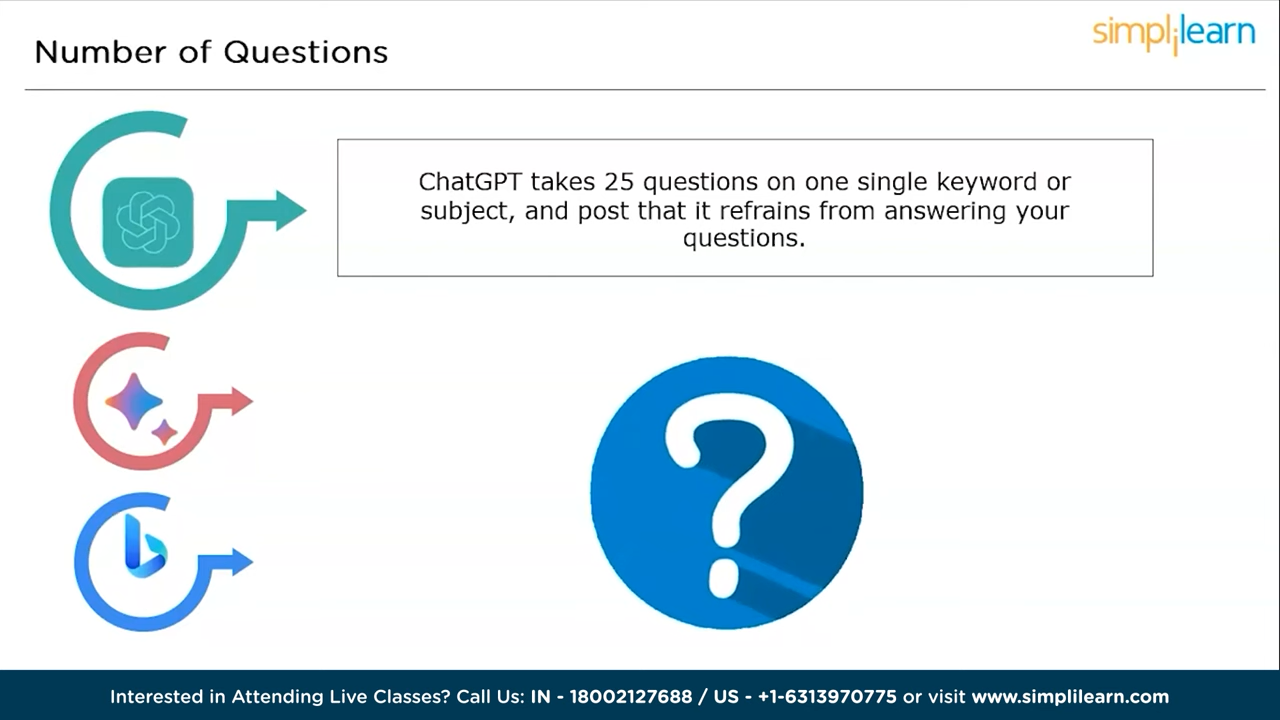 Number of Questions
simplilearn
ChatGPT takes 25 questions on one single keyword or
subject, and post that it refrains from answering your
questions.
Interested in Attending Live Classes? Call Us: IN - 18002127688 / US - +1-6313970775 or visit www.simplilearn.com